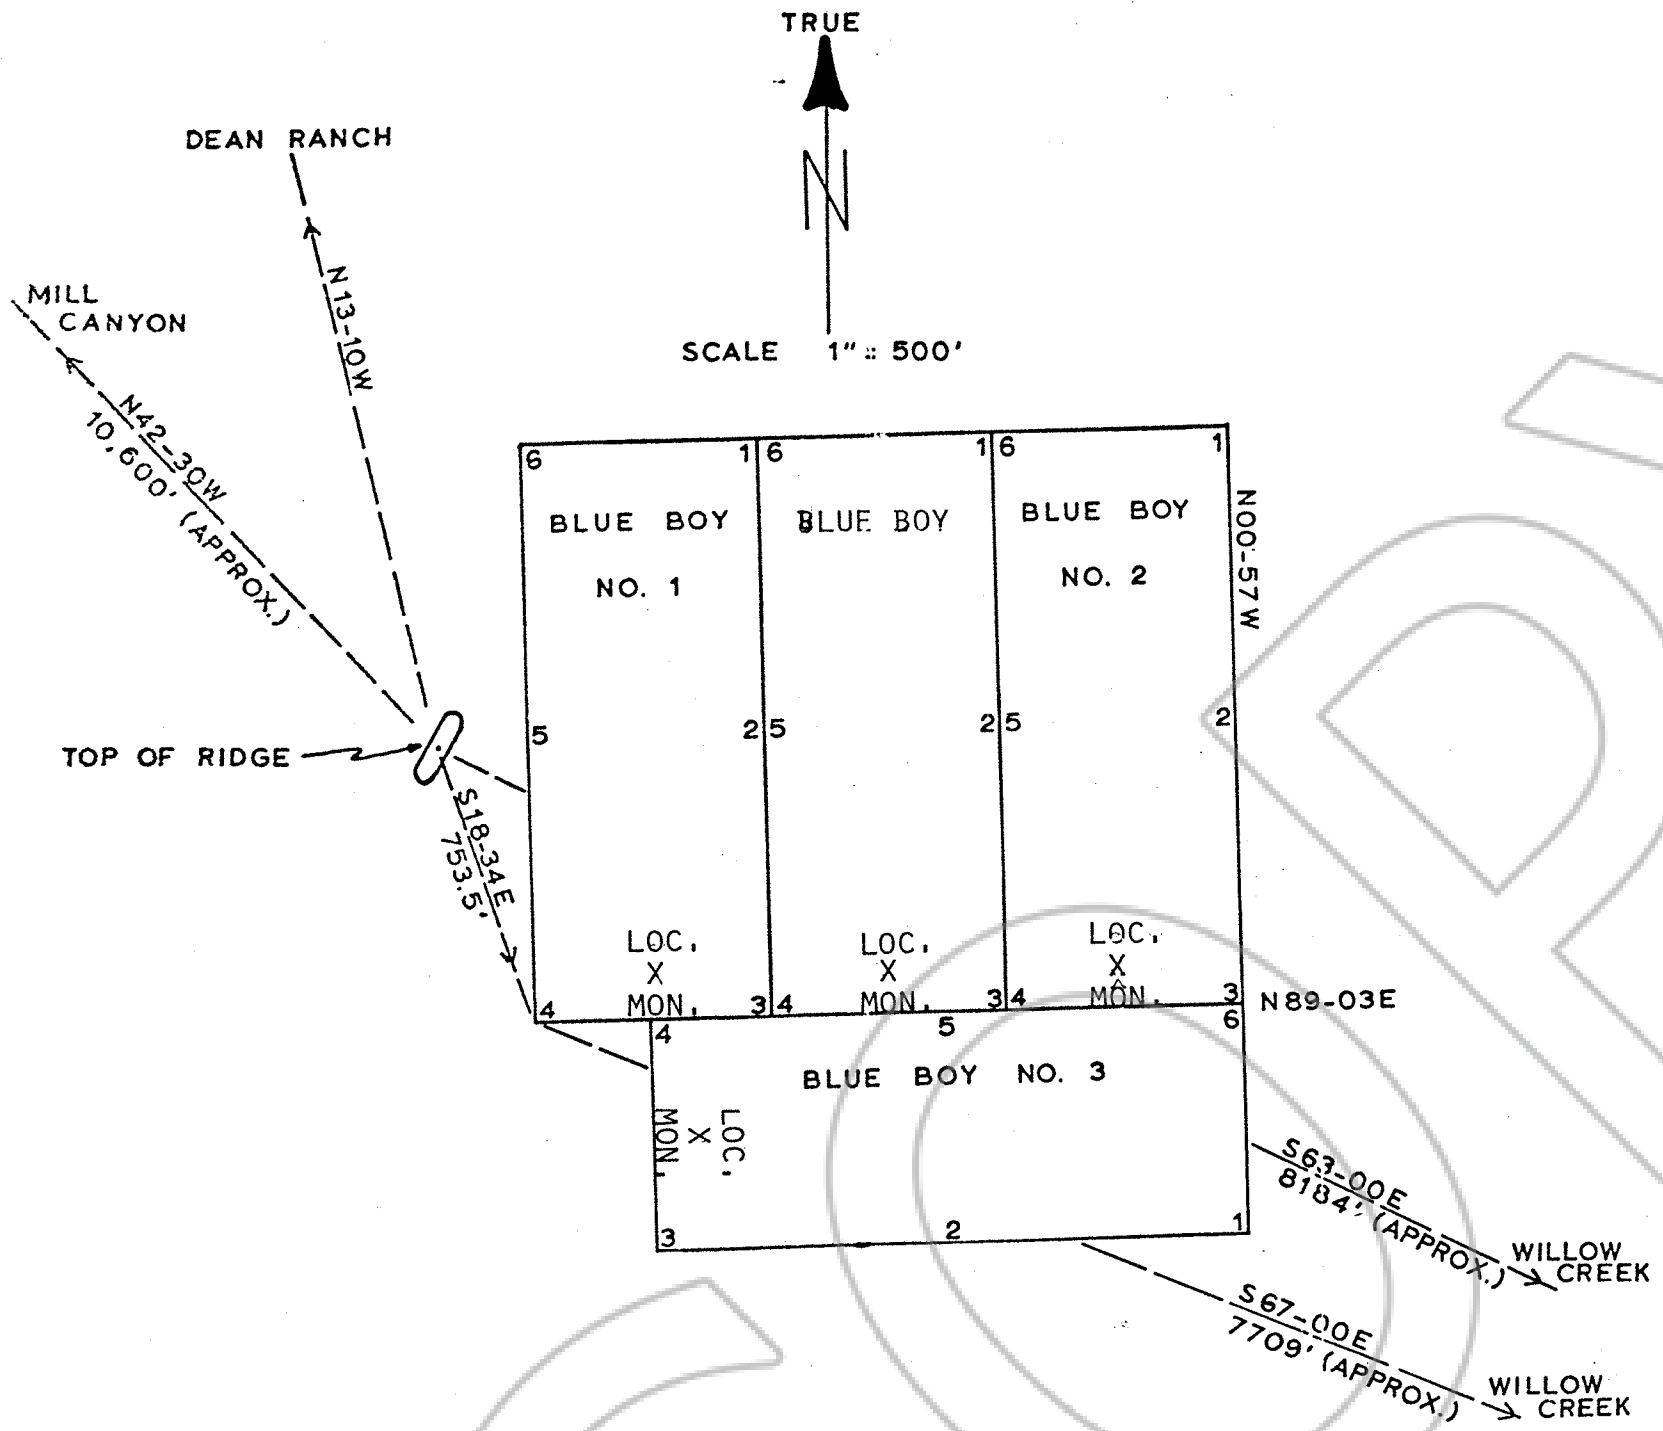 TRUE
N
DEAN RANCH
N13-10W
MILL
CANYON
N42-30W
10,600' (APPROX.)
SCALE 1" = 500'
6 1 6 1 6 1
BLUE BOY
NO. 1
BLUE BOY
BLUE BOY
NO. 2
N00-57W
5 2 5 2 5 2
TOP OF RIDGE
S18-34E
753.5'
LOC.
X
MON.
LOC.
X
MON.
LOC.
X
MON.
4 3 4 3 4 3
N89-03E
4 5 6
BLUE BOY NO. 3
LOC.
X
MON.
3 2 1
S63-00E
8184' (APPROX.)
WILLOW
CREEK
S67-00E
7709' (APPROX.)
WILLOW
CREEK